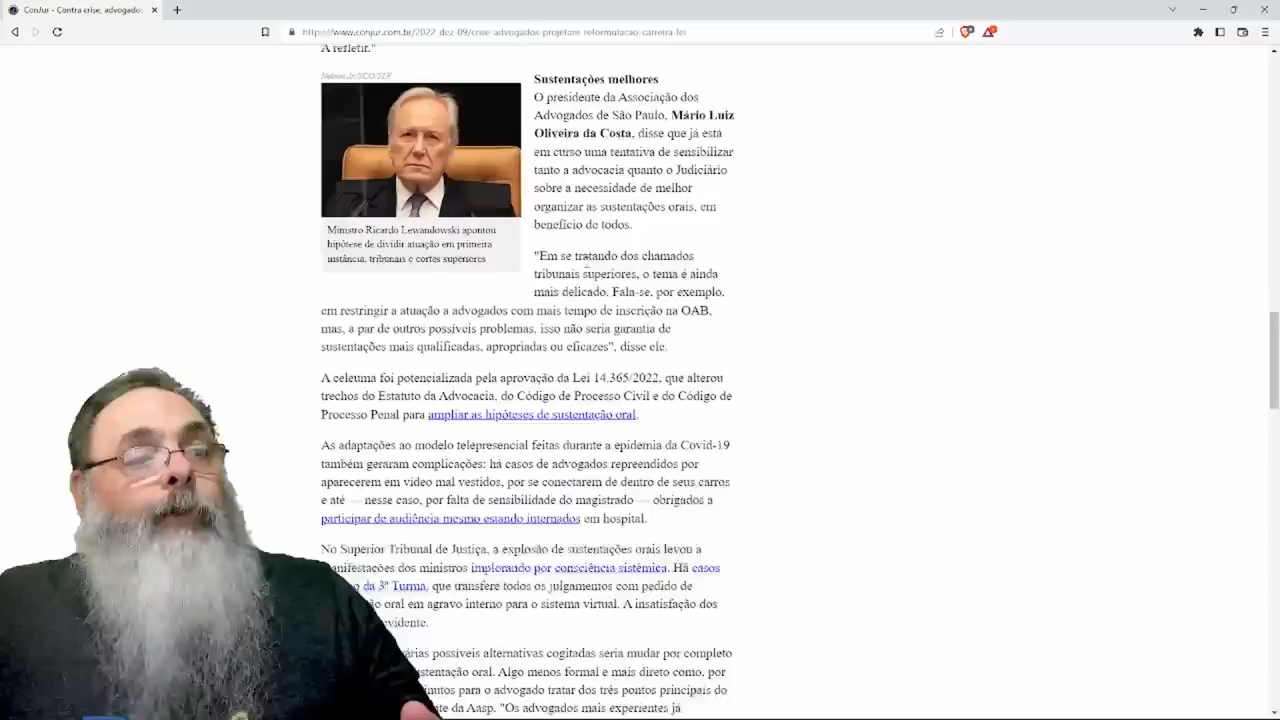 ConJur - Contra crise, advogado:
https://www.conjur.com.br/2022-dez-09/crise-advogados-projetam-reformulacao-carreira-lei
A refletir."
Nelson Jr./SCO/STF
Ministro Ricardo Lewandowski apontou
hipótese de dividir atuação em primeira
instância, tribunais e cortes superiores
Sustentações melhores
O presidente da Associação dos
Advogados de São Paulo, Mário Luiz
Oliveira da Costa, disse que já está
em curso uma tentativa de sensibilizar
tanto a advocacia quanto o Judiciário
sobre a necessidade de melhor
organizar as sustentações orais, em
benefício de todos.
"Em se tratando dos chamados
tribunais superiores, o tema é ainda
mais delicado. Fala-se, por exemplo,
em restringir a atuação a advogados com mais tempo de inscrição na OAB,
mas, a par de outros possíveis problemas, isso não seria garantia de
sustentações mais qualificadas, apropriadas ou eficazes", disse ele.
A celeuma foi potencializada pela aprovação da Lei 14.365/2022, que alterou
trechos do Estatuto da Advocacia, do Código de Processo Civil e do Código de
Processo Penal para ampliar as hipóteses de sustentação oral.
As adaptações ao modelo telepresencial feitas durante a epidemia da Covid-19
também geraram complicações: há casos de advogados repreendidos por
aparecerem em vídeo mal vestidos, por se conectarem de dentro de seus carros
e até — nesse caso, por falta de sensibilidade do magistrado — obrigados a
participar de audiência mesmo estando internados em hospital.
No Superior Tribunal de Justiça, a explosão de sustentações orais levou a
manifestações dos ministros implorando por consciência sistêmica. Há casos
da 3ª Turma, que transfere todos os julgamentos com pedido de
oral em agravo interno para o sistema virtual. A insatisfação dos
evidente.
árias possíveis alternativas cogitadas seria mudar por completo
stentação oral. Algo menos formal e mais direto como, por
nutos para o advogado tratar dos três pontos principais do
nte da Aasp. "Os advogados mais experientes já